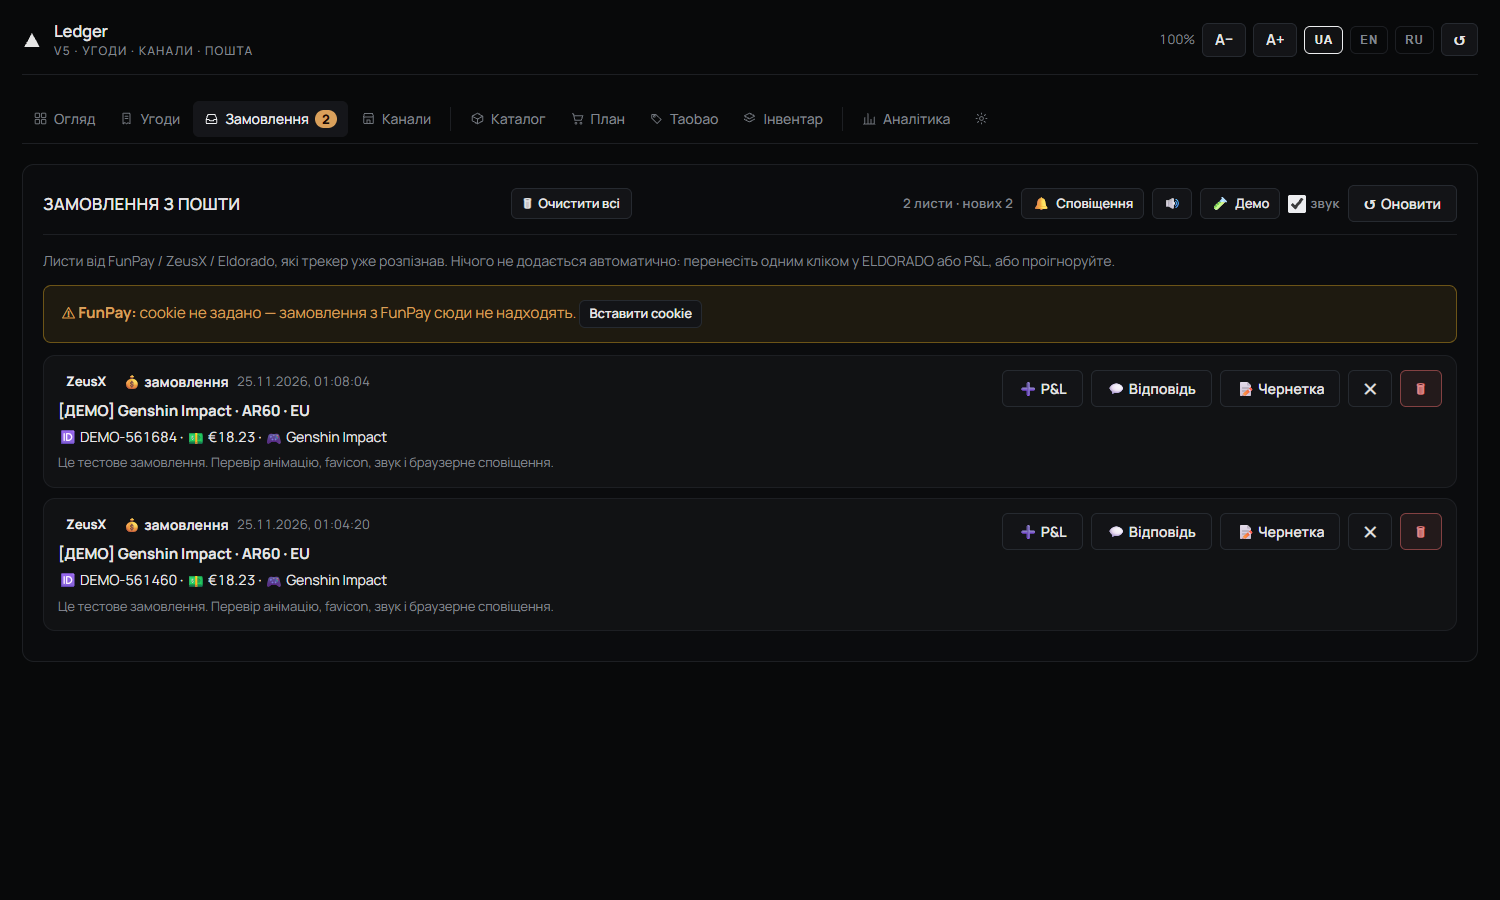 Ledger
V5 · УГОДИ · КАНАЛИ · ПОШТА
100% A− A+ UA EN RU ↺
Огляд Угоди Замовлення 2 Канали Каталог План Taobao Інвентар Аналітика
ЗАМОВЛЕННЯ З ПОШТИ Очистити всі 2 листи · нових 2 Сповіщення Демо звук ↺ Оновити
Листи від FunPay / ZeusX / Eldorado, які трекер уже розпізнав. Нічого не додається автоматично: перенесіть одним кліком у ELDORADO або P&L, або проігноруйте.
⚠ FunPay: cookie не задано — замовлення з FunPay сюди не надходять. Вставити cookie
ZeusX 💰 замовлення 25.11.2026, 01:08:04 ➕ P&L 💬 Відповідь 📝 Чернетка ✕
[ДЕМО] Genshin Impact · AR60 · EU
🆔 DEMO-561684 · 💵 €18.23 · 🎮 Genshin Impact
Це тестове замовлення. Перевір анімацію, favicon, звук і браузерне сповіщення.
ZeusX 💰 замовлення 25.11.2026, 01:04:20 ➕ P&L 💬 Відповідь 📝 Чернетка ✕
[ДЕМО] Genshin Impact · AR60 · EU
🆔 DEMO-561460 · 💵 €18.23 · 🎮 Genshin Impact
Це тестове замовлення. Перевір анімацію, favicon, звук і браузерне сповіщення.